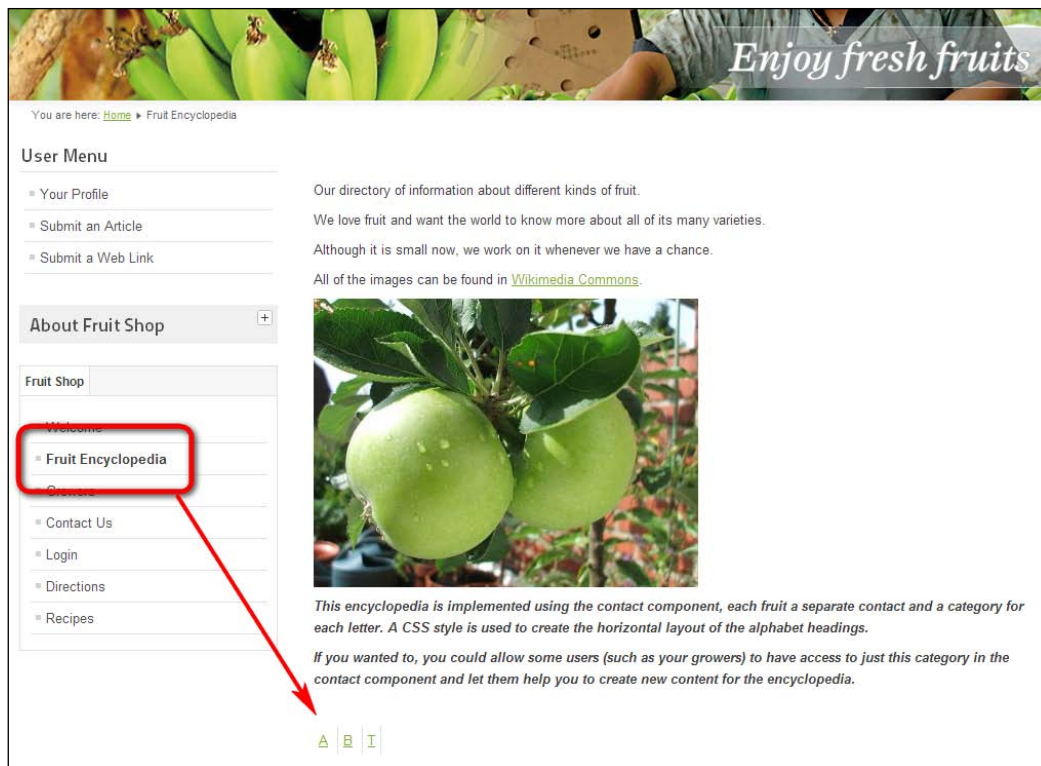 Enjoy fresh fruits
You are here: Home ▸ Fruit Encyclopedia
User Menu
Your Profile
Submit an Article
Submit a Web Link
About Fruit Shop
Fruit Shop
Welcome
Fruit Encyclopedia
Growers
Contact Us
Login
Directions
Recipes
Our directory of information about different kinds of fruit.
We love fruit and want the world to know more about all of its many varieties.
Although it is small now, we work on it whenever we have a chance.
All of the images can be found in Wikimedia Commons.
This encyclopedia is implemented using the contact component, each fruit a separate contact and a category for
each letter. A CSS style is used to create the horizontal layout of the alphabet headings.
If you wanted to, you could allow some users (such as your growers) to have access to just this category in the
contact component and let them help you to create new content for the encyclopedia.
A B T